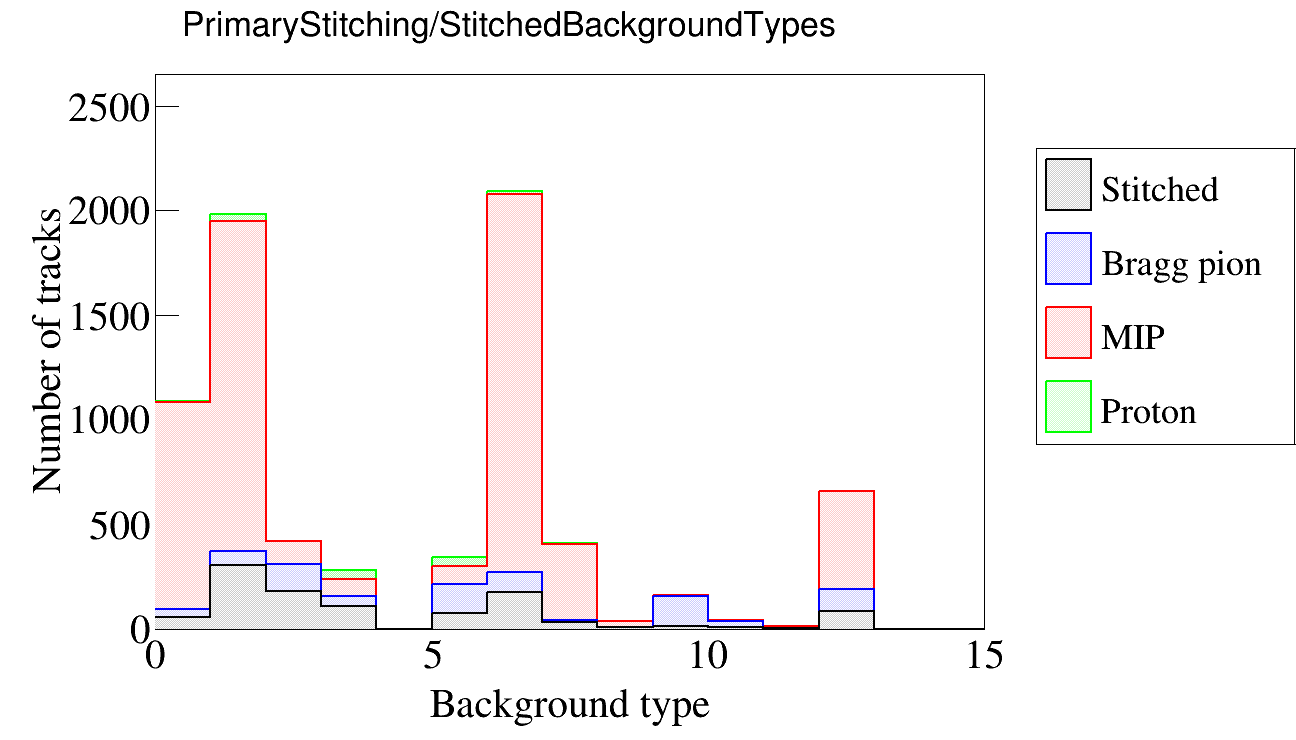 PrimaryStitching/StitchedBackgroundTypes
2500
2000
1500
1000
500
0
Number of tracks
0 5 10 15
Background type
Stitched
Bragg pion
MIP
Proton